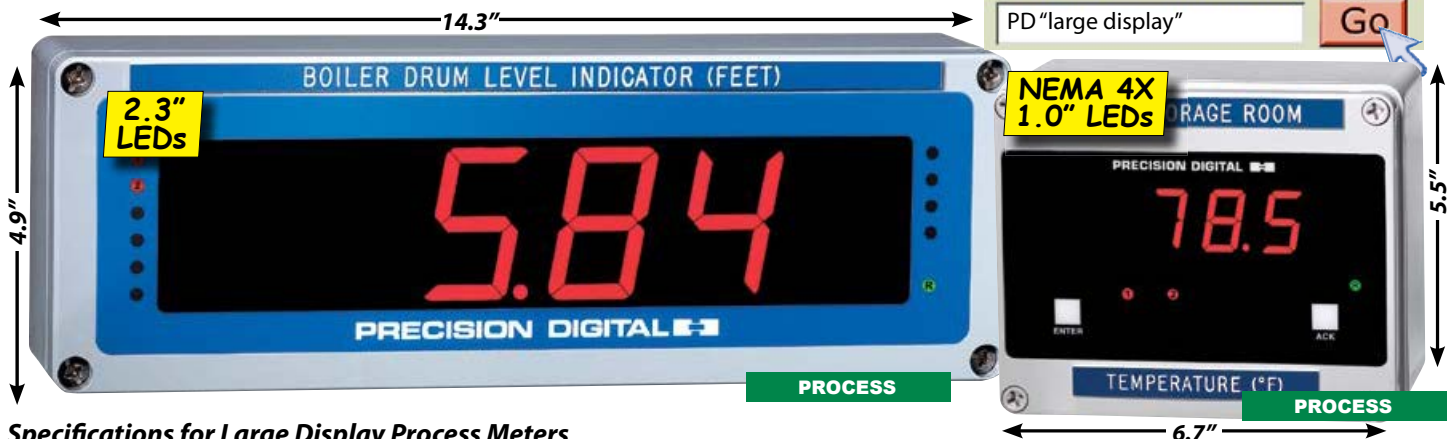 14.3"
PD "large display"
Go
BOILER DRUM LEVEL INDICATOR (FEET)
2.3"
LEDs
4.9"
5.84
2
R
PRECISION DIGITAL
PROCESS
NEMA 4X
1.0" LEDs
ORAGE ROOM
PRECISION DIGITAL
78.5
1 2
ENTER
ACK
5.5"
TEMPERATURE (°F)
PROCESS
6.7"
Specifications for Large Display Process Meters